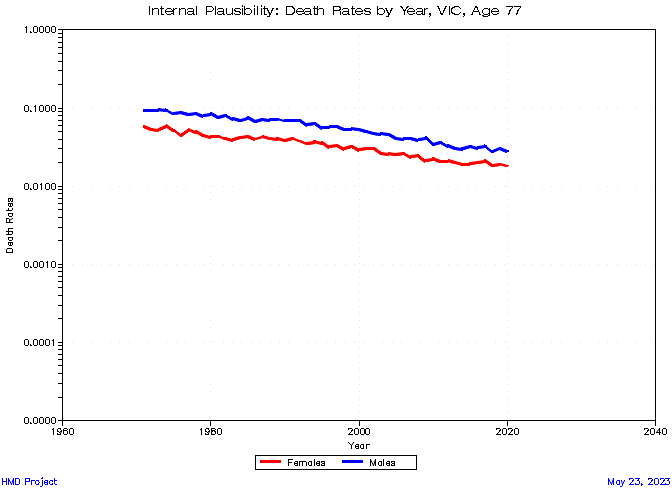 Internal Plausibility: Death Rates by Year, VIC, Age 77
1.0000
0.1000
0.0100
0.0010
0.0001
0.0000
Death Rates
1960
1980
2000
2020
2040
Year
Females
Males
HMD Project
May 23, 2023